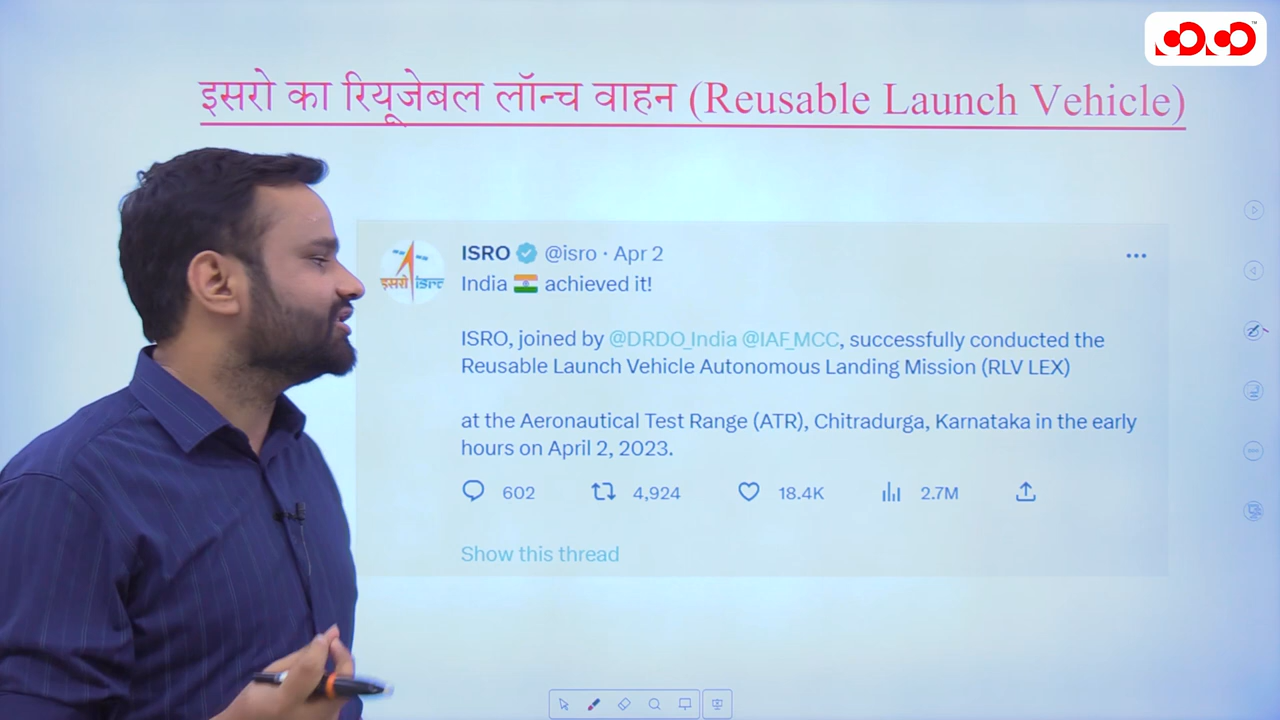 इसरो का रियूजेबल लॉन्च वाहन (Reusable Launch Vehicle)
ISRO @isro · Apr 2
India 🇮🇳 achieved it!
ISRO, joined by @DRDO_India @IAF_MCC, successfully conducted the
Reusable Launch Vehicle Autonomous Landing Mission (RLV LEX)
at the Aeronautical Test Range (ATR), Chitradurga, Karnataka in the early
hours on April 2, 2023.
602 4,924 18.4K 2.7M
Show this thread
इसरो isro